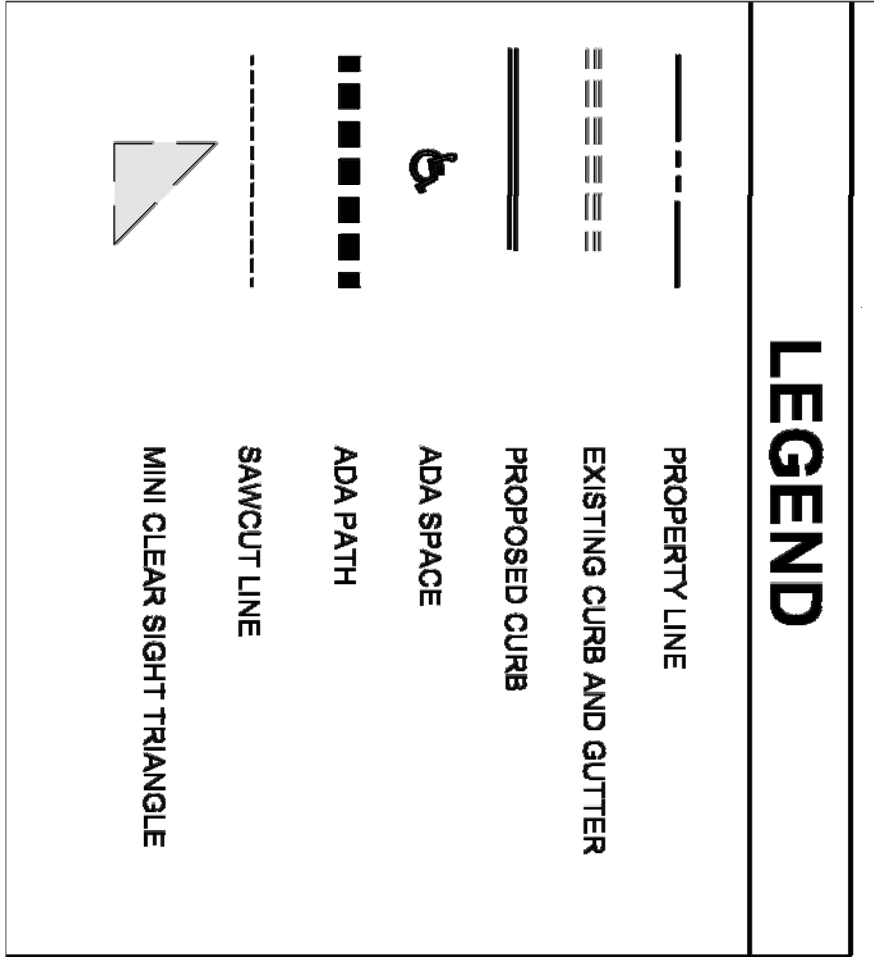 LEGEND
PROPERTY LINE
EXISTING CURB AND GUTTER
PROPOSED CURB
ADA SPACE
ADA PATH
SAWCUT LINE
MINI CLEAR SIGHT TRIANGLE